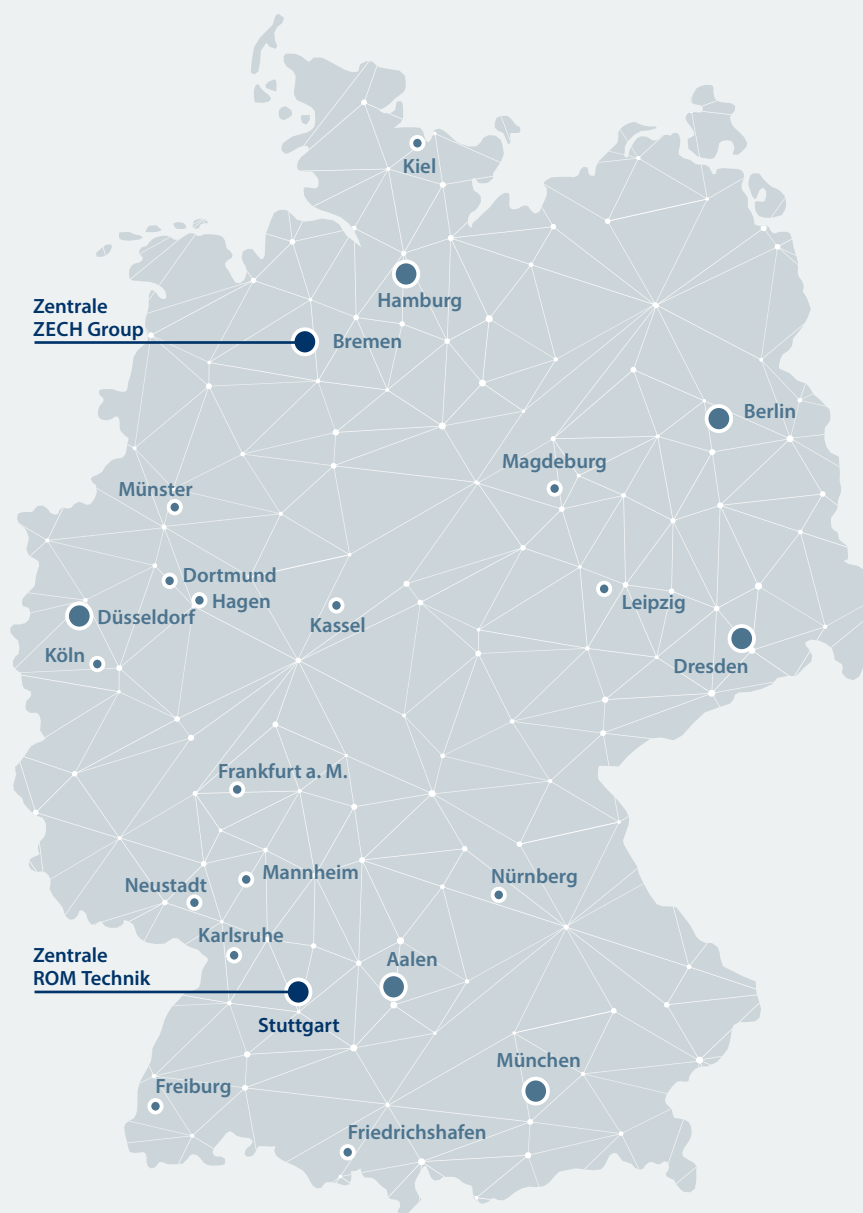 Kiel
Hamburg
Zentrale
ZECH Group
Bremen
Berlin
Magdeburg
Münster
Dortmund
Hagen
Leipzig
Düsseldorf
Kassel
Köln
Dresden
Frankfurt a. M.
Mannheim
Nürnberg
Neustadt
Karlsruhe
Zentrale
ROM Technik
Aalen
Stuttgart
München
Freiburg
Friedrichshafen